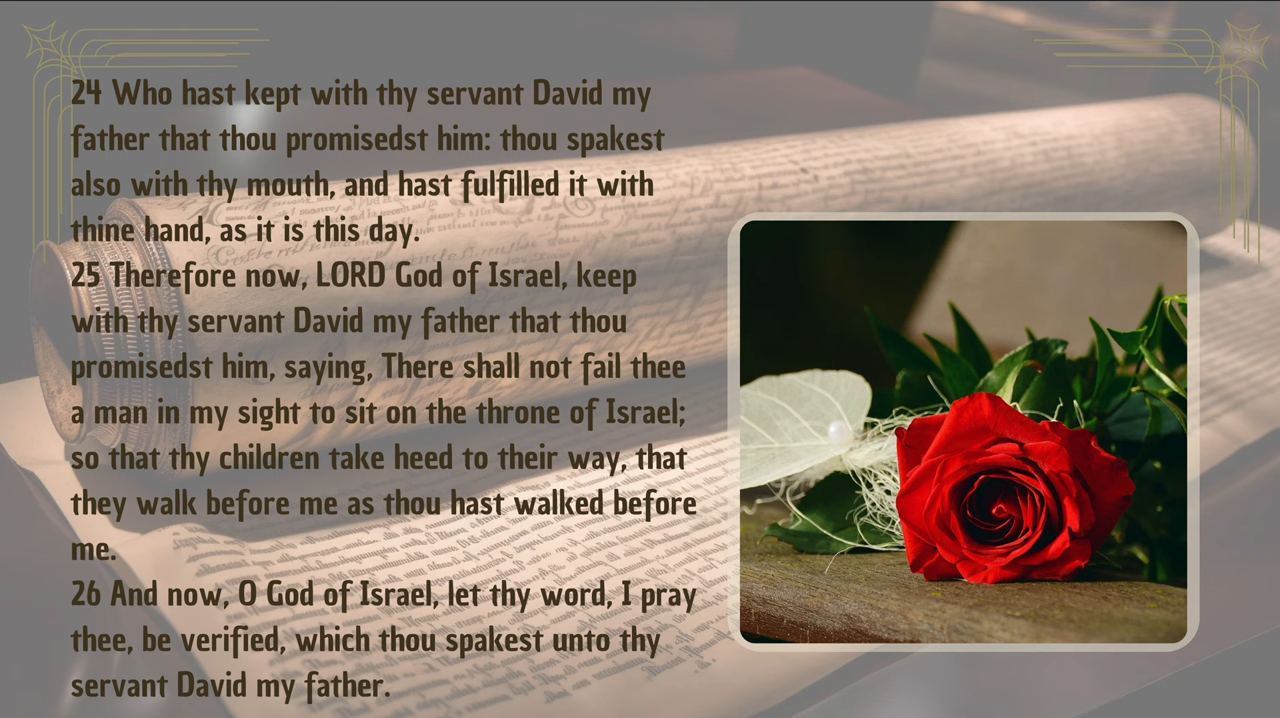 24 Who hast kept with thy servant David my
father that thou promisedst him: thou spakest
also with thy mouth, and hast fulfilled it with
thine hand, as it is this day.
25 Therefore now, LORD God of Israel, keep
with thy servant David my father that thou
promisedst him, saying, There shall not fail thee
a man in my sight to sit on the throne of Israel;
so that thy children take heed to their way, that
they walk before me as thou hast walked before
me.
26 And now, O God of Israel, let thy word, I pray
thee, be verified, which thou spakest unto thy
servant David my father.